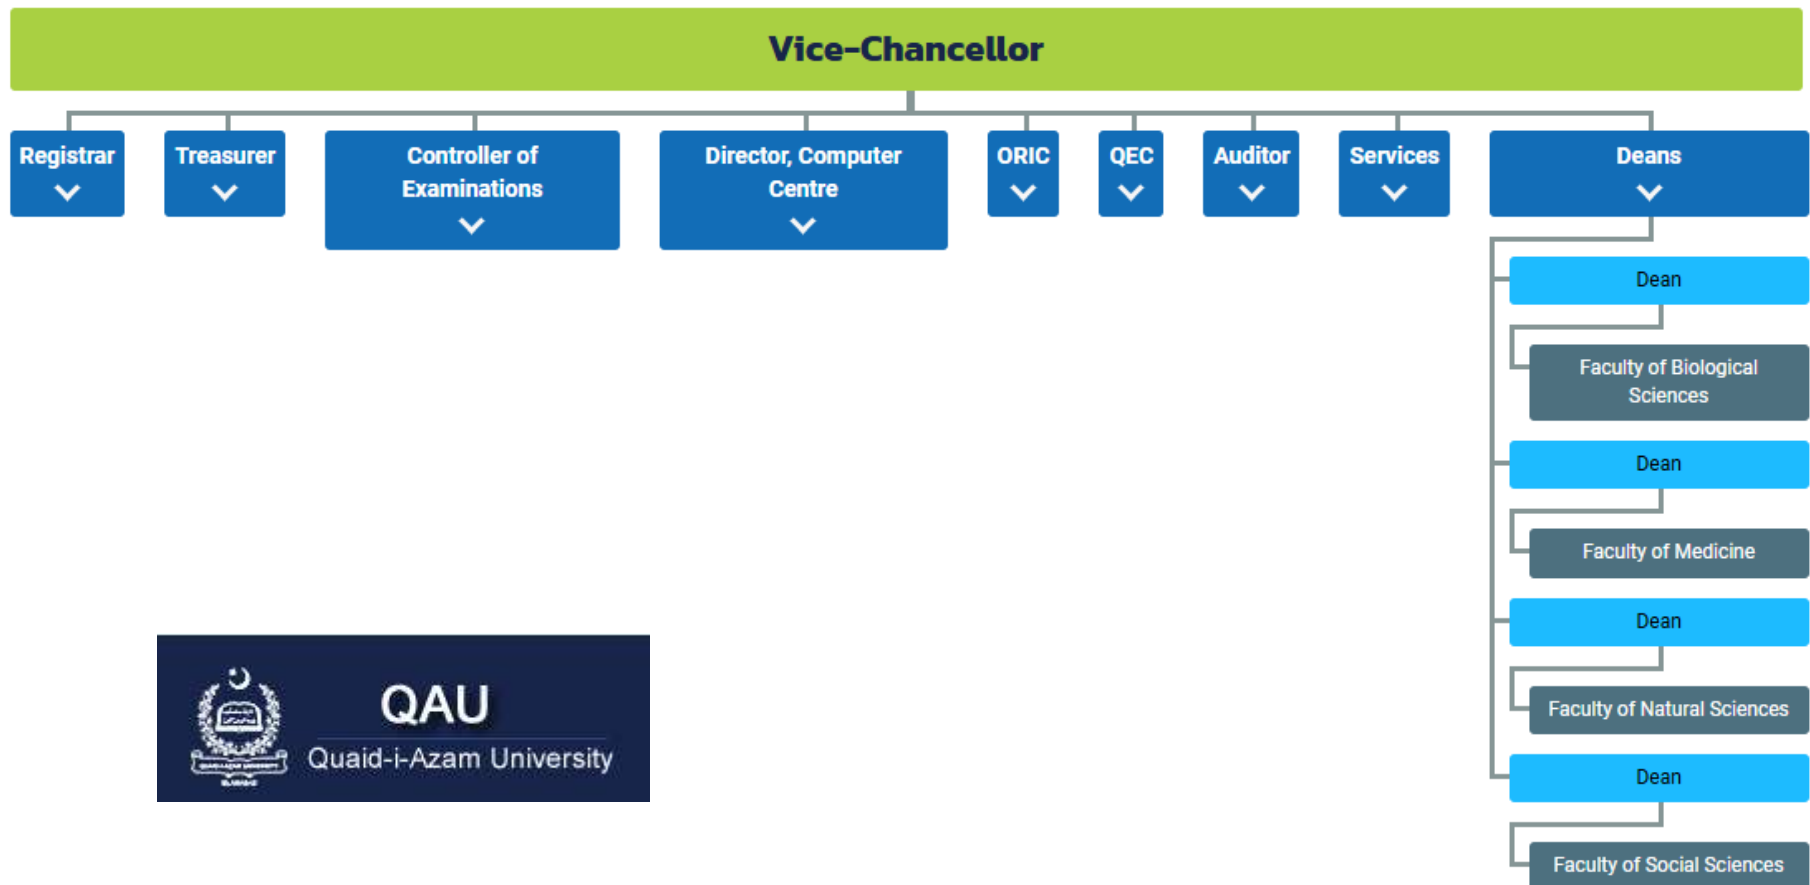 Vice-Chancellor
Registrar
Treasurer
Controller of
Examinations
Director, Computer
Centre
ORIC
QEC
Auditor
Services
Deans
Dean
Faculty of Biological
Sciences
Dean
Faculty of Medicine
Dean
Faculty of Natural Sciences
Dean
Faculty of Social Sciences
QAU
Quaid-i-Azam University